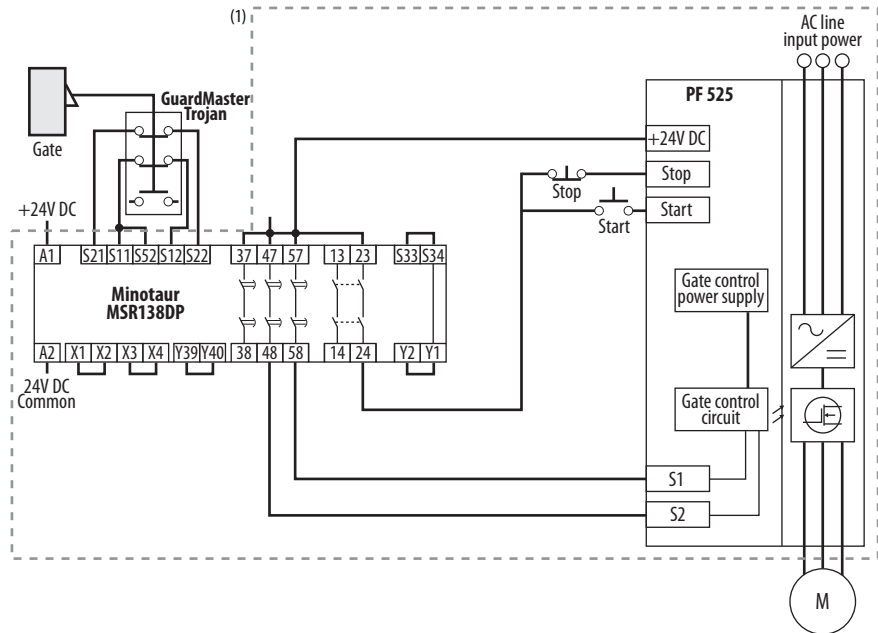 (1)
AC line
input power
GuardMaster
Trojan
Gate
PF 525
+24V DC
Stop
Start
Stop
Start
+24V DC
A1 S21 S11 S52 S12 S22 37 47 57 13 23 S33 S34
Minotaur
MSR138DP
A2 X1 X2 X3 X4 Y39 Y40 38 48 58 14 24 Y2 Y1
24V DC
Common
Gate control
power supply
Gate control
circuit
S1
S2
M